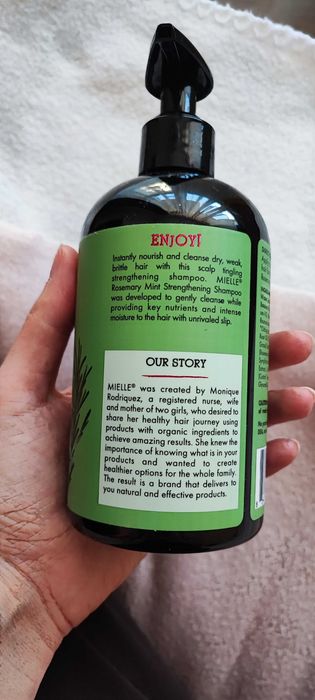 ENJOY!
Instantly nourish and cleanse dry, weak,
brittle hair with this scalp tingling
strengthening shampoo. MIELLE®
Rosemary Mint Strengthening Shampoo
was developed to gently cleanse while
providing key nutrients and intense
moisture to the hair with unrivaled slip.
OUR STORY
MIELLE® was created by Monique
Rodriquez, a registered nurse, wife
and mother of two girls, who desired to
share her healthy hair journey using
products with organic ingredients to
achieve amazing results. She knew the
importance of knowing what is in your
products and wanted to create
healthier options for the whole family.
The result is a brand that delivers to
you natural and effective products.